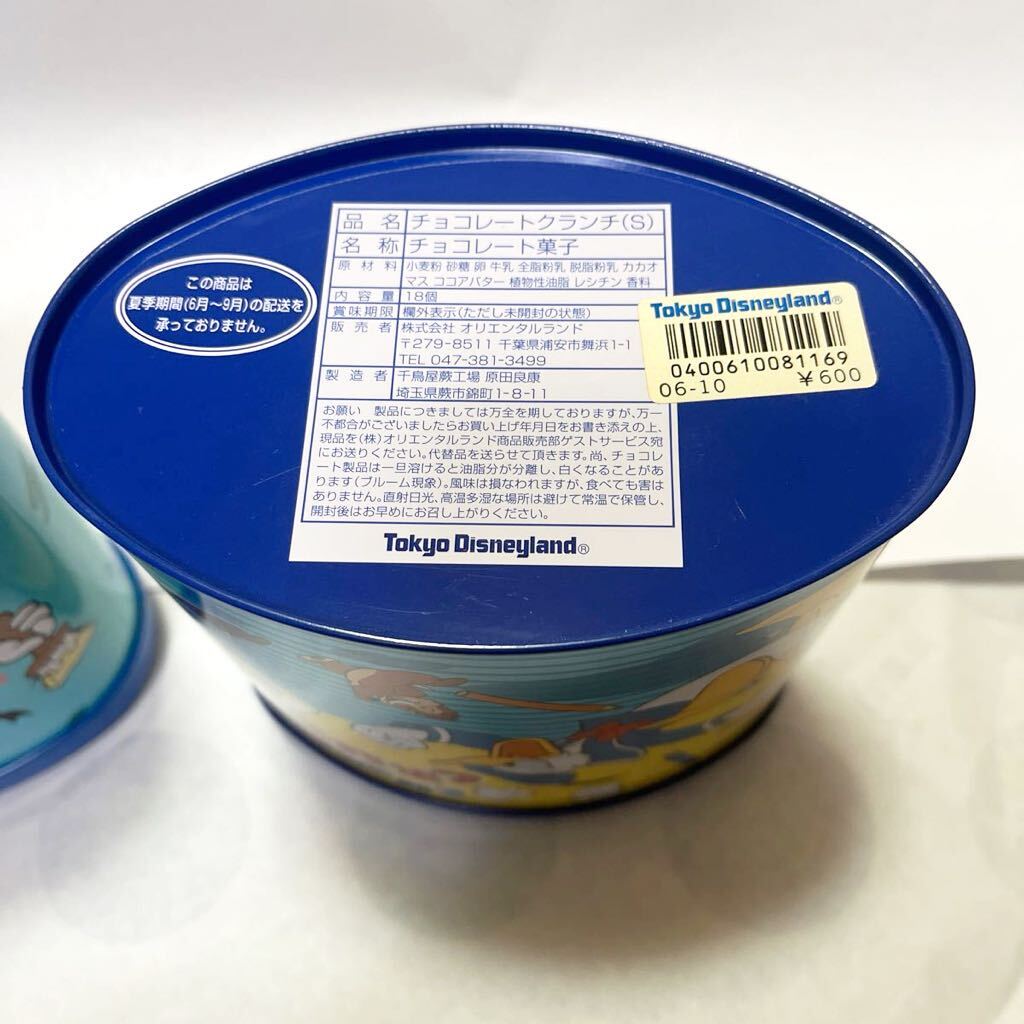 この商品は
夏季期間(6月～9月)の配送を
承っておりません。
品名 チョコレートクランチ(S)
名称 チョコレート菓子
原材料 小麦粉 砂糖 卵 牛乳 全脂粉乳 脱脂粉乳 カカオ
マス ココアバター 植物性油脂 レシチン 香料
内容量 18個
賞味期限 欄外表示(ただし未開封の状態)
販売者 株式会社 オリエンタルランド
〒279-8511 千葉県浦安市舞浜1-1
TEL 047-381-3499
製造者 千鳥屋蕨工場 原田良康
埼玉県蕨市錦町1-8-11
お願い 製品につきましては万全を期しておりますが、万一
不都合がございましたらお買い上げ年月日をお書き添えの上、
現品を(株)オリエンタルランド商品販売部ゲストサービス宛
にお送りください。代替品を送らせて頂きます。尚、チョコレ
ート製品は一旦溶けると油脂分が分離し、白くなることがあ
ります(ブルーム現象)。風味は損なわれますが、食べても害は
ありません。直射日光、高温多湿な場所は避けて常温で保管し、
開封後はお早めにお召し上がりください。
Tokyo Disneyland®
Tokyo Disneyland®
0400610081169
06-10 ￥600